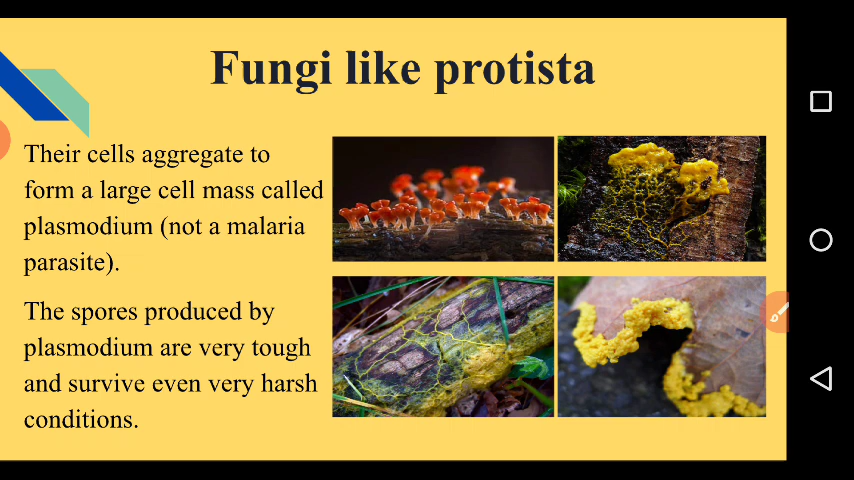 Fungi like protista
Their cells aggregate to
form a large cell mass called
plasmodium (not a malaria
parasite).
The spores produced by
plasmodium are very tough
and survive even very harsh
conditions.